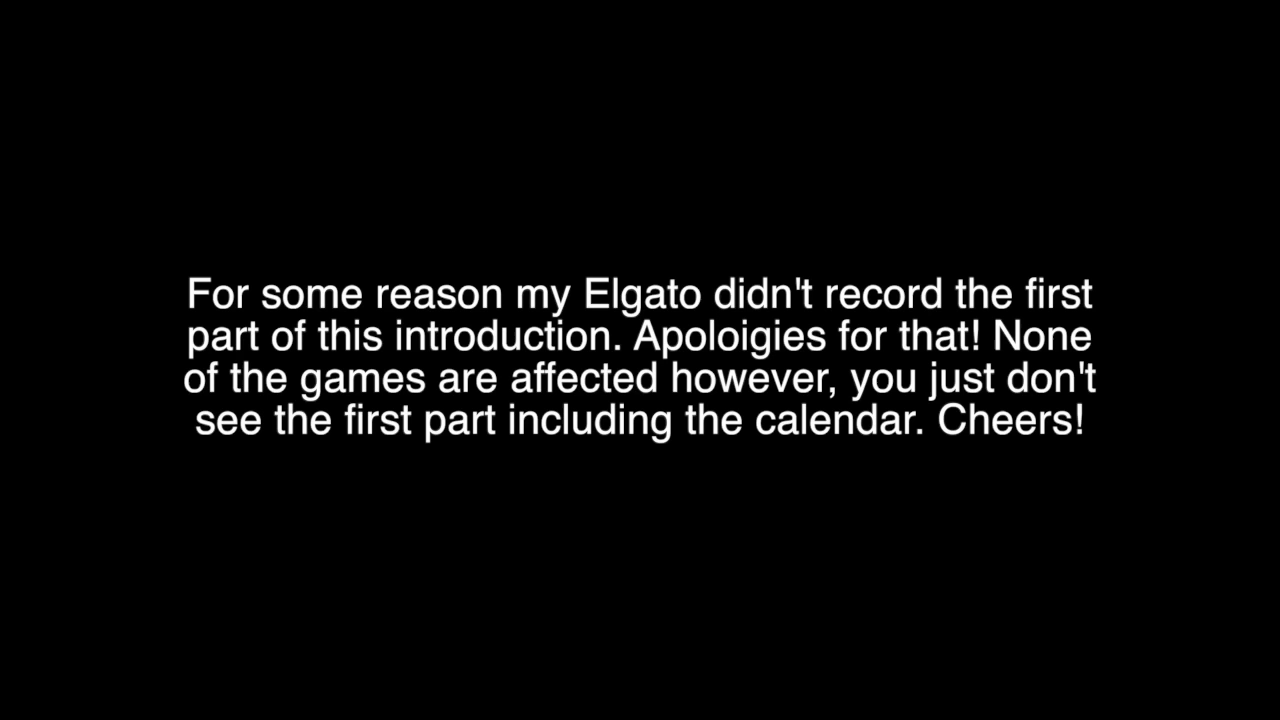 For some reason my Elgato didn't record the first
part of this introduction. Apoloigies for that! None
of the games are affected however, you just don't
see the first part including the calendar. Cheers!